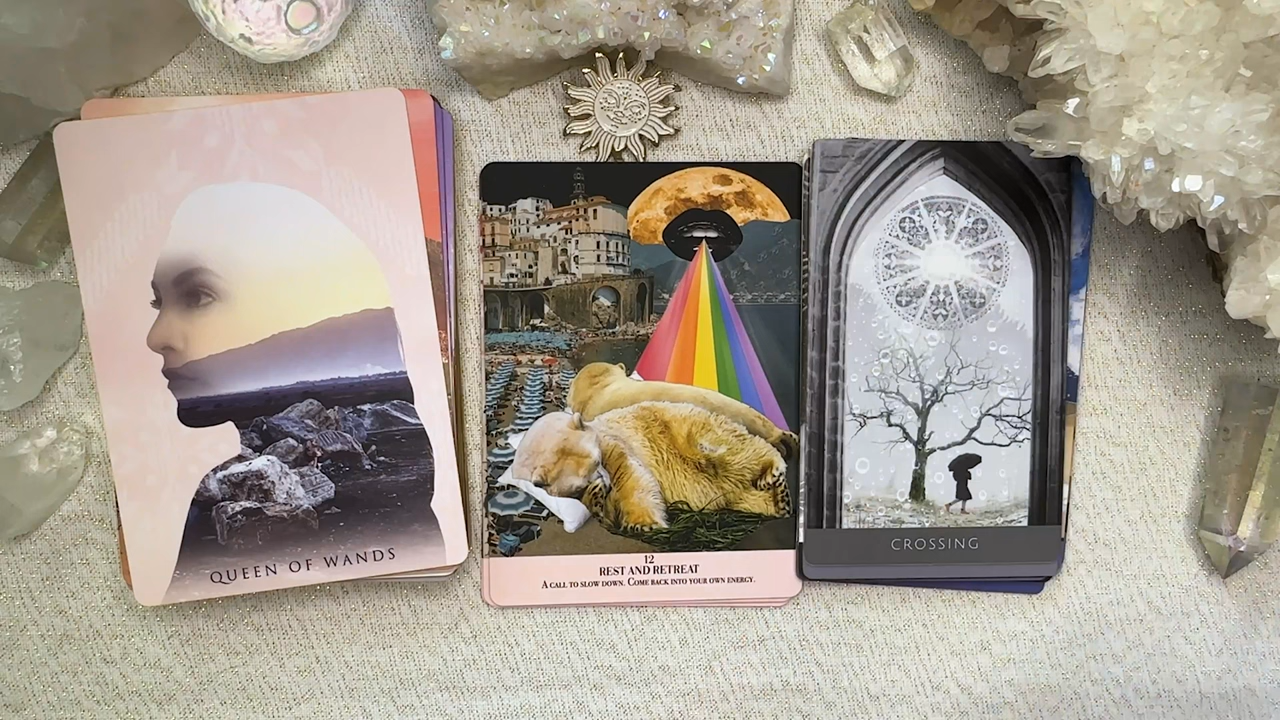 QUEEN OF WANDS
12
REST AND RETREAT
A CALL TO SLOW DOWN. COME BACK INTO YOUR OWN ENERGY.
CROSSING